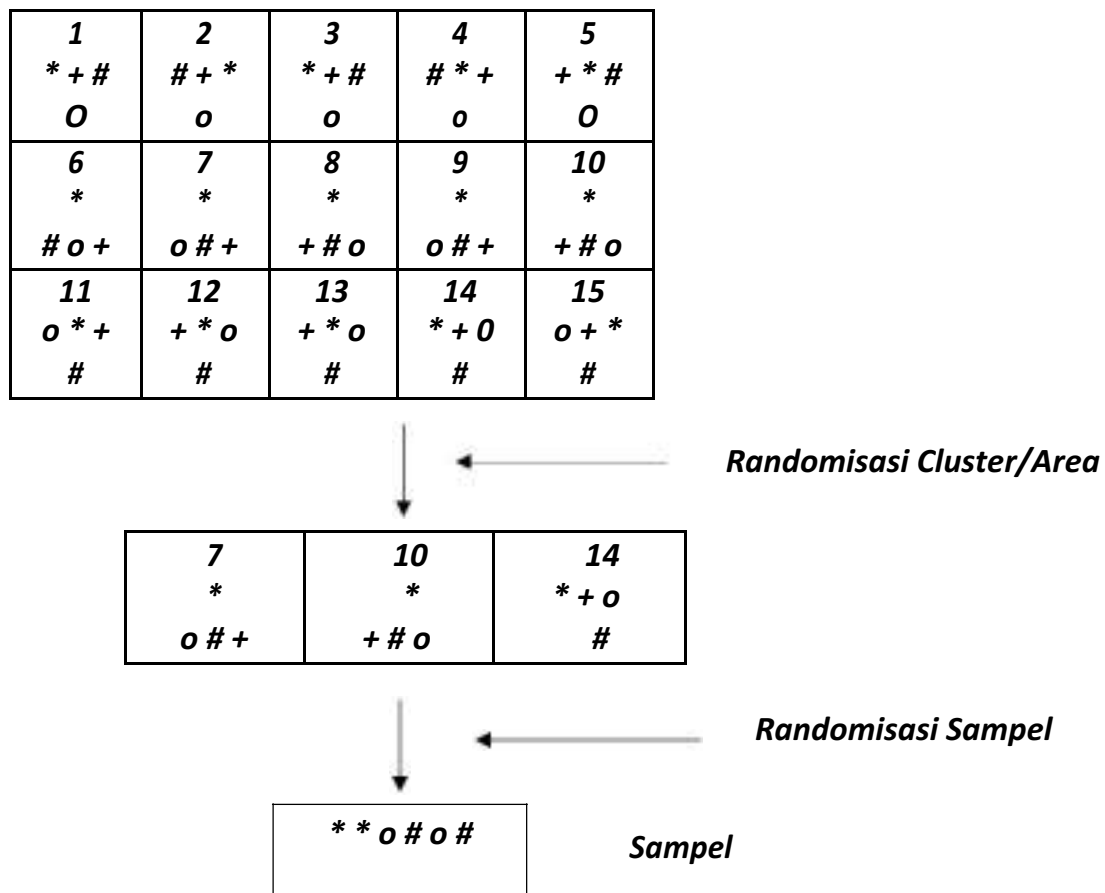 1 2 3 4 5
* + # # + * * + # # * + + * #
O o o o O
6 7 8 9 10
* * * * *
# o + o # + + # o o # + + # o
11 12 13 14 15
o * + + * o + * o * + 0 o + *
# # # # #
Randomisasi Cluster/Area
7 10 14
* * * + o
o # + + # o #
Randomisasi Sampel
* * o # o #
Sampel